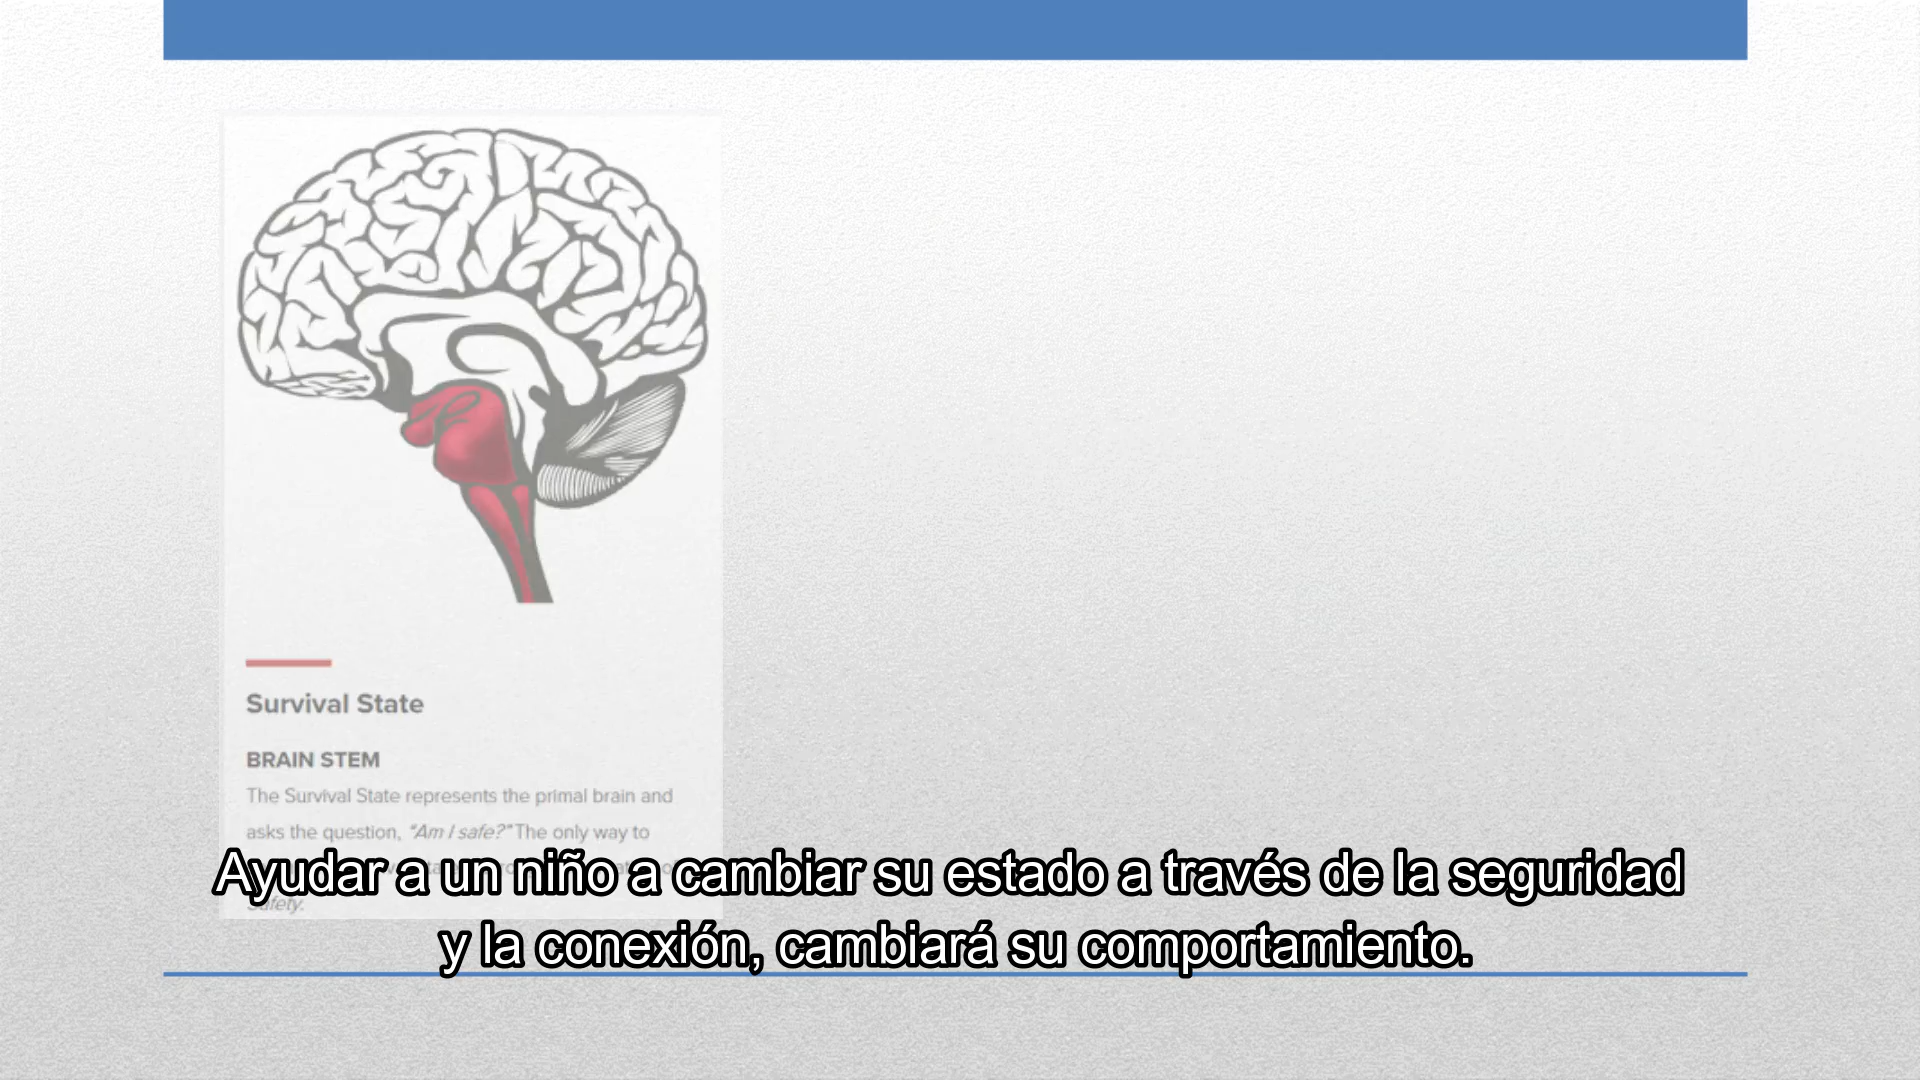 Survival State
BRAIN STEM
The Survival State represents the primal brain and
asks the question, “Am I safe?” The only way to
Safety.
Ayudar a un niño a cambiar su estado a través de la seguridad
y la conexión, cambiará su comportamiento.